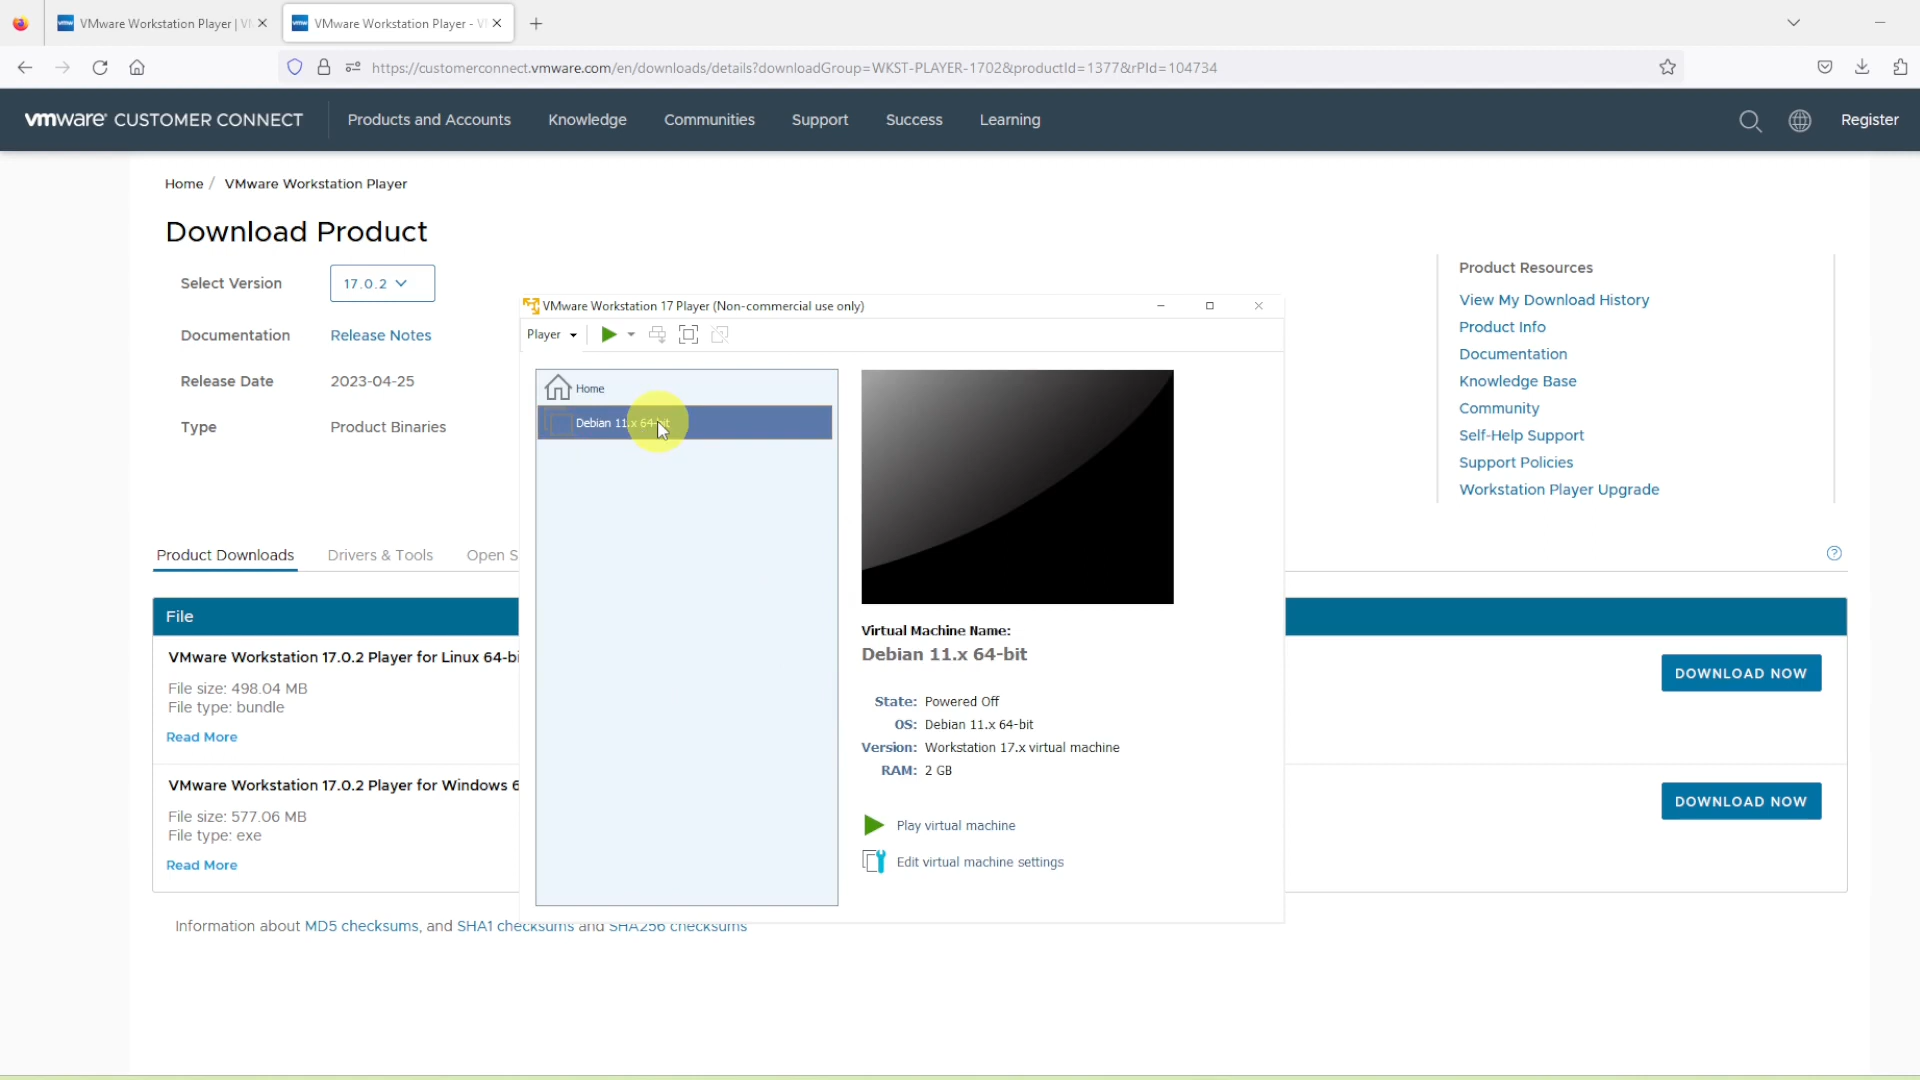 VMware Workstation Player | V
VMware Workstation Player - V
https://customerconnect.vmware.com/en/downloads/details?downloadGroup=WKST-PLAYER-1702&productId=1377&rPId=104734
vmware CUSTOMER CONNECT
Products and Accounts
Knowledge
Communities
Support
Success
Learning
Register
Home / VMware Workstation Player
Download Product
Select Version
17.0.2
Documentation
Release Notes
Release Date
2023-04-25
Type
Product Binaries
Product Resources
View My Download History
Product Info
Documentation
Knowledge Base
Community
Self-Help Support
Support Policies
Workstation Player Upgrade
VMware Workstation 17 Player (Non-commercial use only)
Player
Home
Debian 11.x 64-bit
Virtual Machine Name:
Debian 11.x 64-bit
State: Powered Off
OS: Debian 11.x 64-bit
Version: Workstation 17.x virtual machine
RAM: 2 GB
Play virtual machine
Edit virtual machine settings
Product Downloads
Drivers & Tools
Open S
File
VMware Workstation 17.0.2 Player for Linux 64-bi
File size: 498.04 MB
File type: bundle
Read More
DOWNLOAD NOW
VMware Workstation 17.0.2 Player for Windows 6
File size: 577.06 MB
File type: exe
Read More
DOWNLOAD NOW
Information about MD5 checksums, and SHA1 checksums and SHA256 checksums